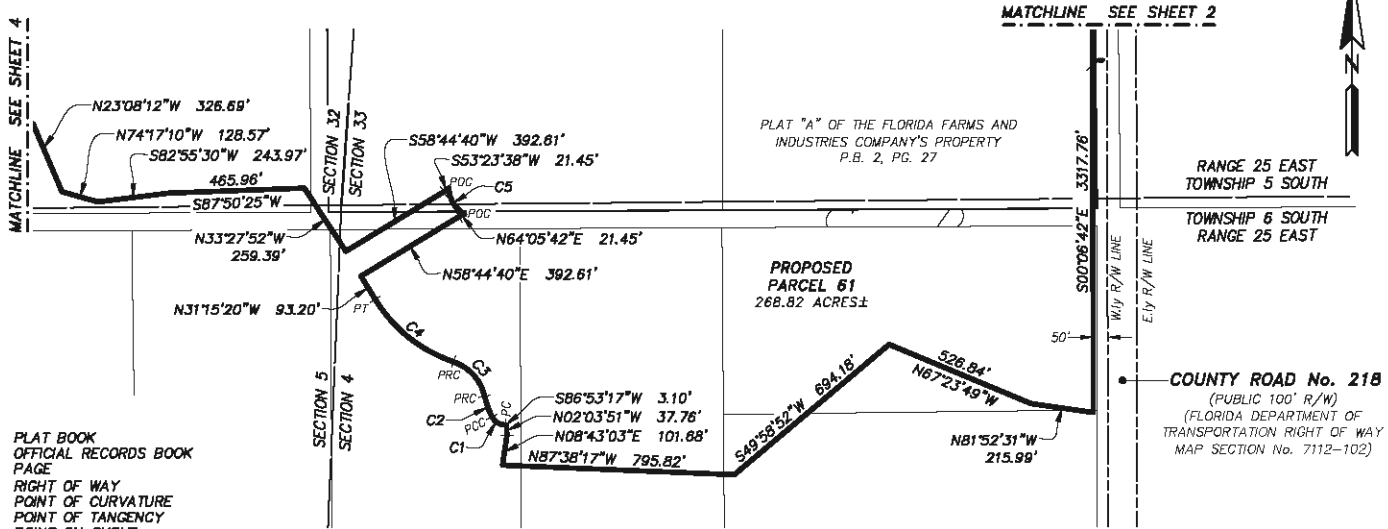 MATCHLINE SEE SHEET 2
MATCHLINE SEE SHEET 4
N
N23°08'12"W 326.69'
N74°17'10"W 128.57'
S82°55'30"W 243.97'
465.96'
S87°50'25"W
N33°27'52"W
259.39'
SECTION 32
SECTION 33
S58°44'40"W 392.61'
S53°23'38"W 21.45'
POC
C5
POC
N64°05'42"E 21.45'
N58°44'40"E 392.61'
N31°15'20"W 93.20'
PT
C4
PRC
C3
PRC
C2
PCC
C1
PC
S86°53'17"W 3.10'
N02°03'51"W 37.76'
N08°43'03"E 101.68'
N87°38'17"W 795.82'
SECTION 5
SECTION 4
PLAT "A" OF THE FLORIDA FARMS AND
INDUSTRIES COMPANY'S PROPERTY
P.B. 2, PG. 27
RANGE 25 EAST
TOWNSHIP 5 SOUTH
TOWNSHIP 6 SOUTH
RANGE 25 EAST
S00°06'42"E 3317.76'
W.ly R/W LINE
E.ly R/W LINE
50'
PROPOSED
PARCEL 61
268.82 ACRES±
S49°58'52"W 694.18'
526.84'
N67°23'49"W
N81°52'31"W
215.99'
COUNTY ROAD No. 218
(PUBLIC 100' R/W)
(FLORIDA DEPARTMENT OF
TRANSPORTATION RIGHT OF WAY
MAP SECTION No. 7112-102)
PLAT BOOK
OFFICIAL RECORDS BOOK
PAGE
RIGHT OF WAY
POINT OF CURVATURE
POINT OF TANGENCY